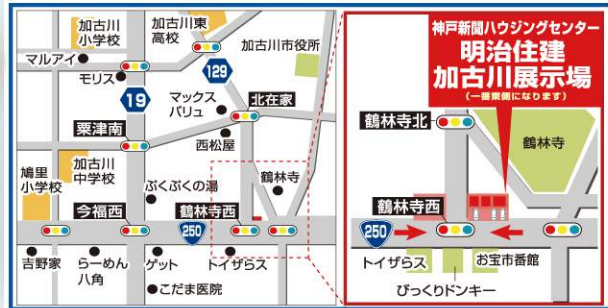 加古川
小学校
加古川東
高校
加古川市役所
マルアイ
モリス
129
19
マックス
バリュ
北在家
粟津南
西松屋
鳩里
小学校
加古川
中学校
ぷくぷくの湯
鶴林寺
今福西
鶴林寺西
250
吉野家
らーめん
八角
ゲット
トイザらス
こだま医院
神戸新聞ハウジングセンター
明治住建
加古川展示場
(一番東側になります)
鶴林寺北
鶴林寺
鶴林寺西
250
トイザらス
お宝市番館
びっくりドンキー